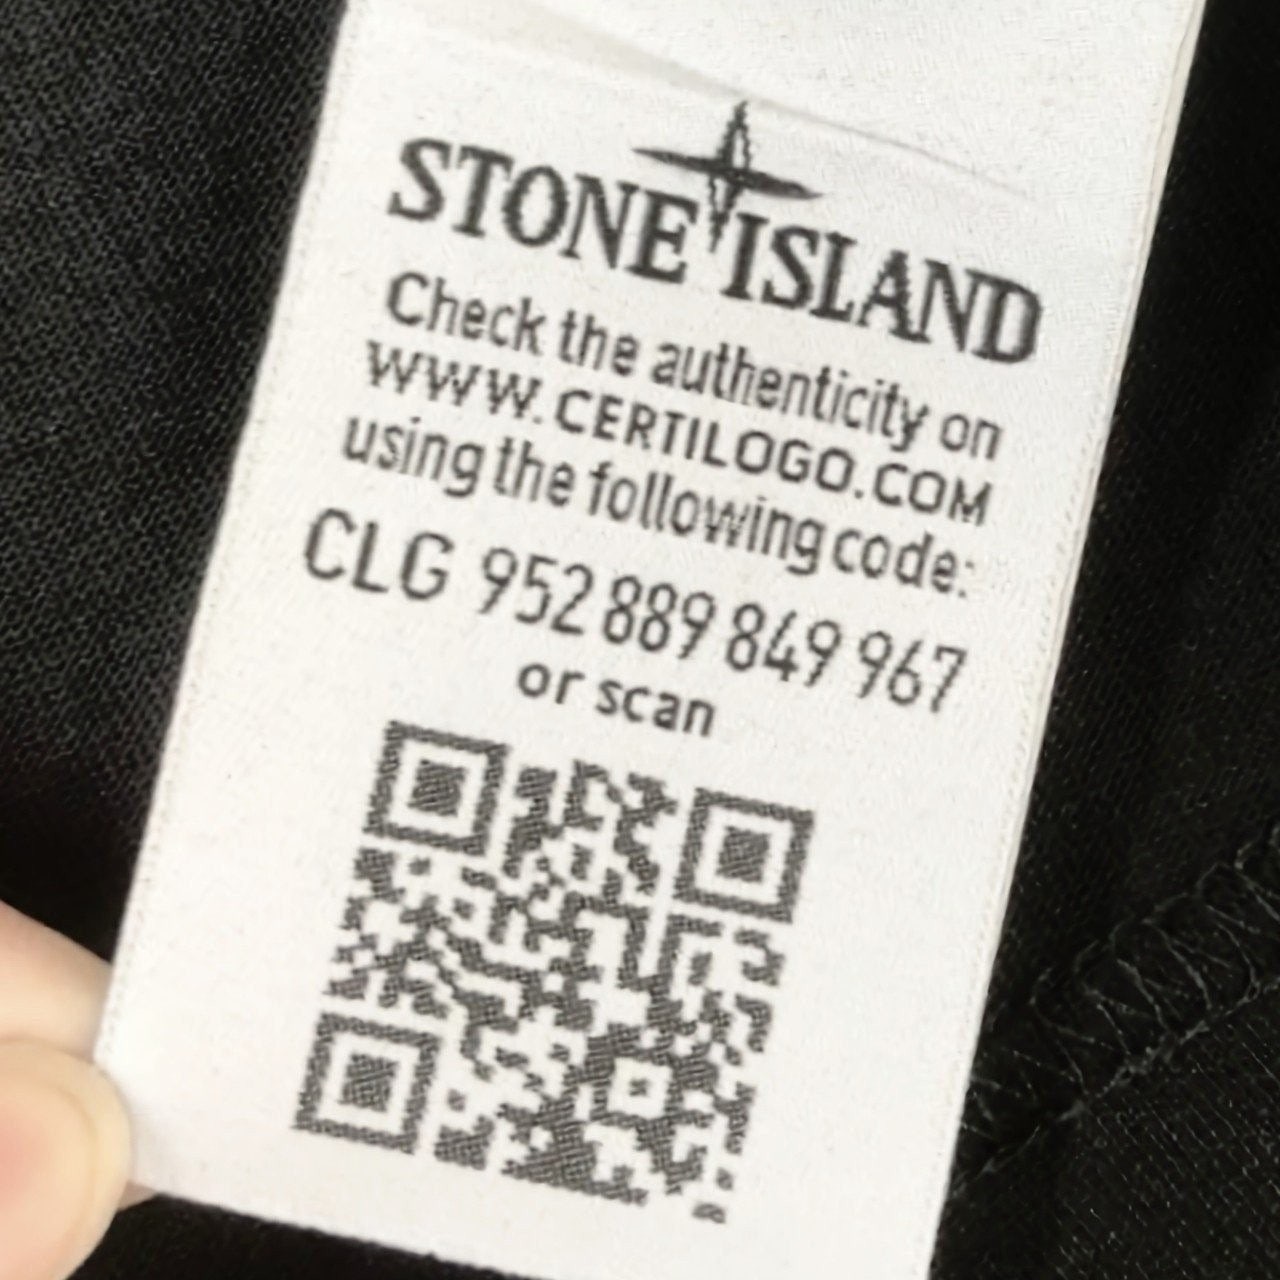 STONE ISLAND
Check the authenticity on
WWW.CERTILOGO.COM
using the following code:
CLG 952 889 849 967
or scan